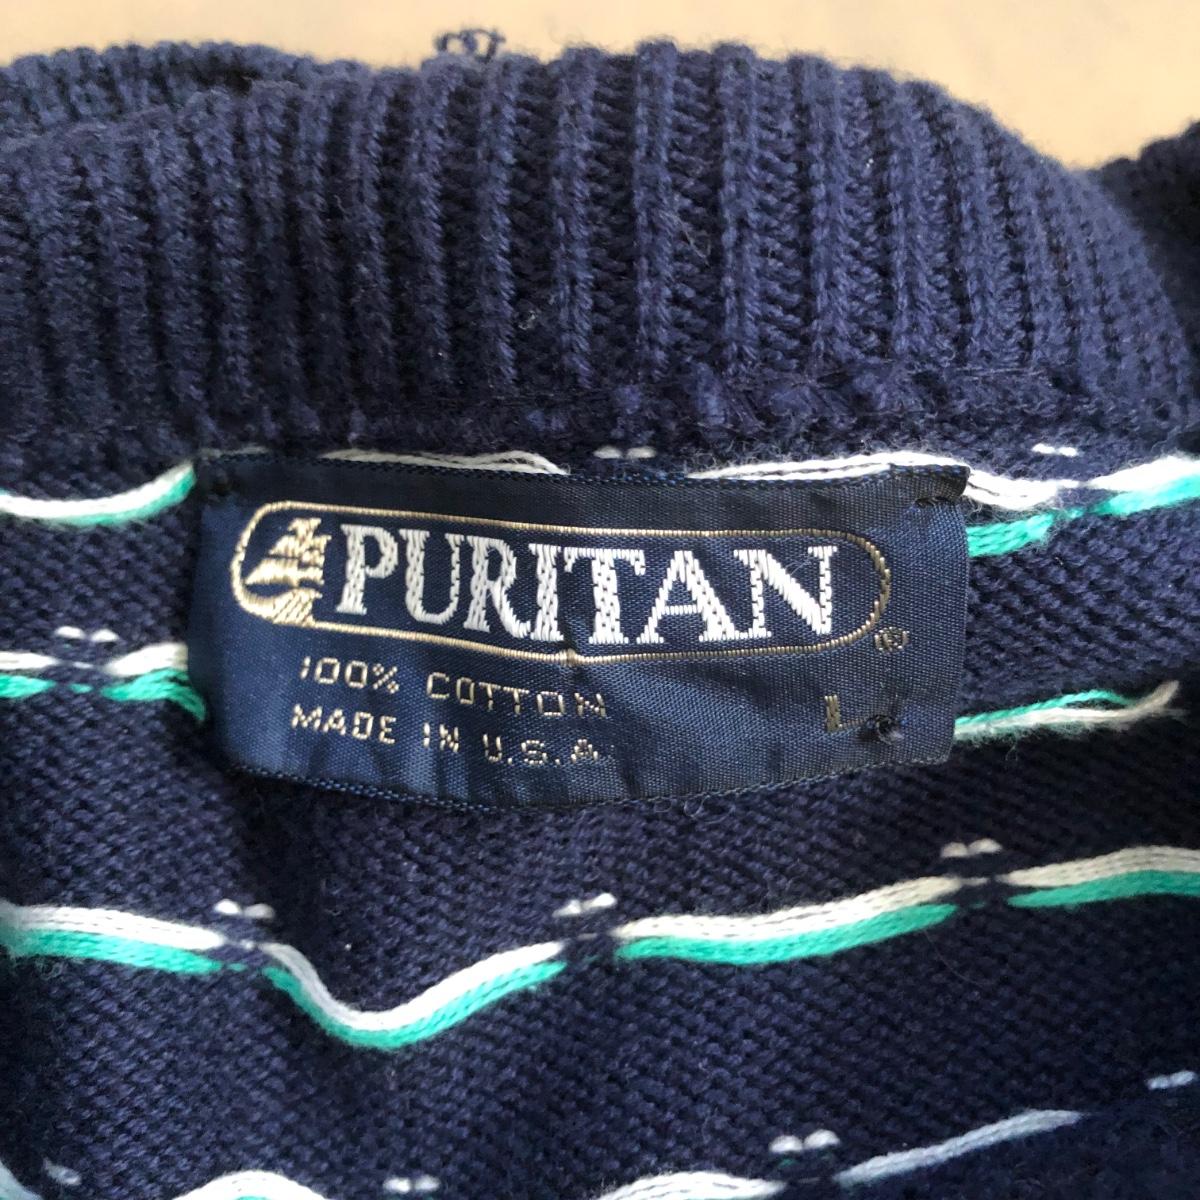 PURITAN®
100% COTTON
MADE IN U.S.A. L